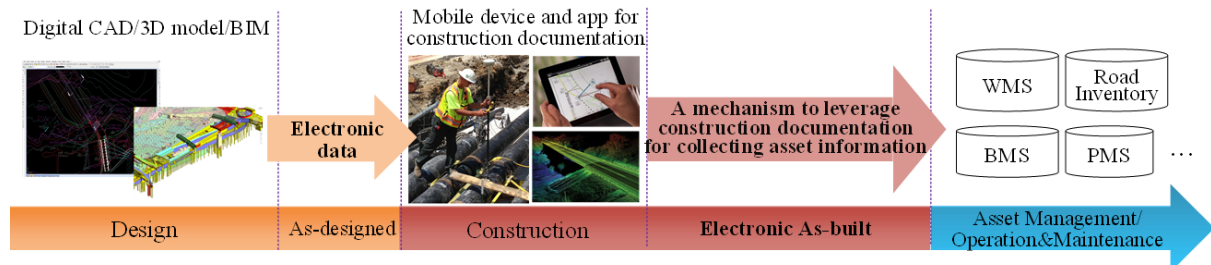 Digital CAD/3D model/BIM
Electronic
data
Mobile device and app for
construction documentation
A mechanism to leverage
construction documentation
for collecting asset information
WMS
Road
Inventory
BMS
PMS
...
Design
As-designed
Construction
Electronic As-built
Asset Management/
Operation&Maintenance